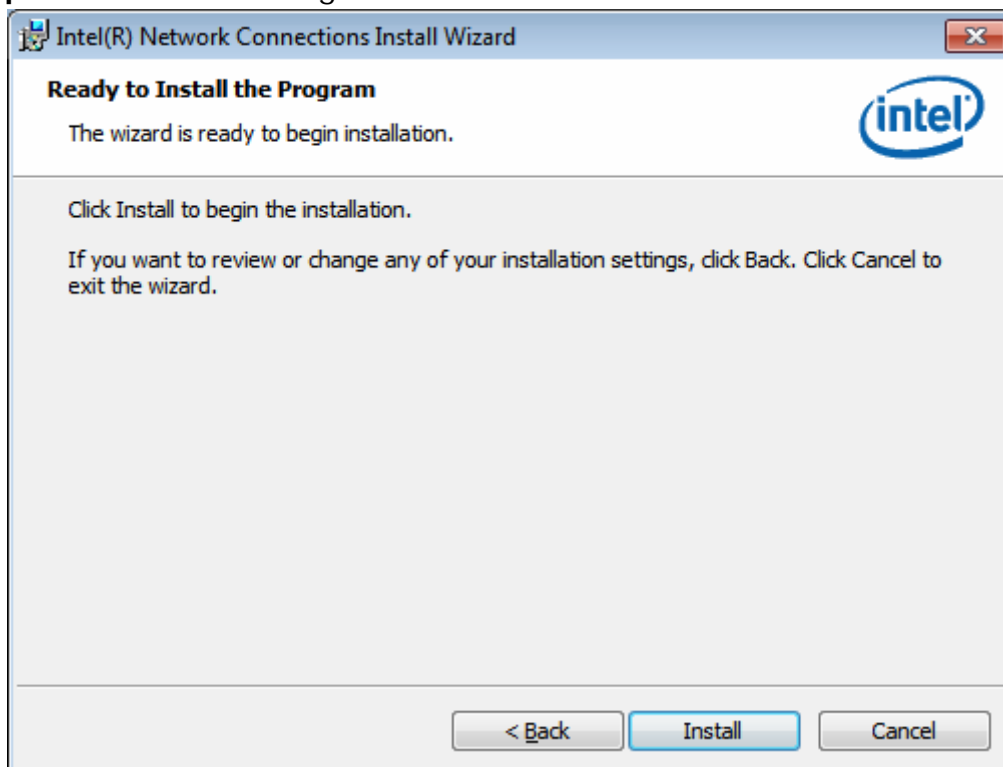 Intel(R) Network Connections Install Wizard
Ready to Install the Program
The wizard is ready to begin installation.
intel
Click Install to begin the installation.
If you want to review or change any of your installation settings, click Back. Click Cancel to
exit the wizard.
< Back
Install
Cancel